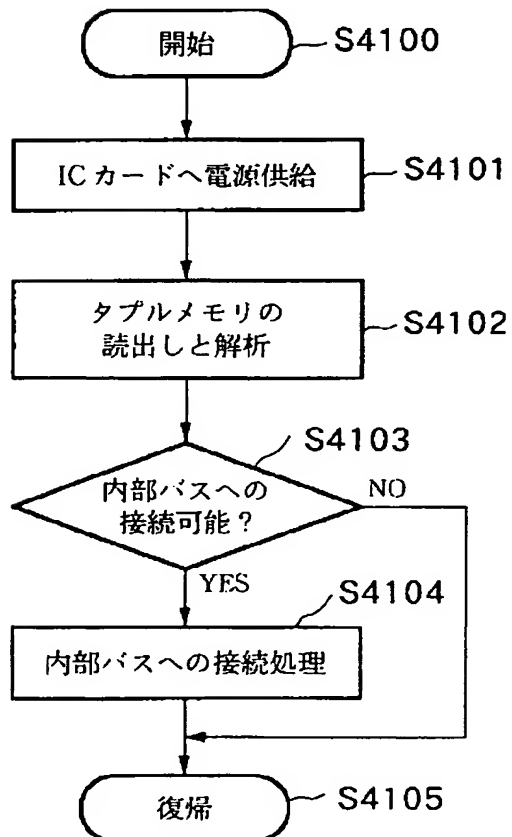 開始
S4100
ICカードへ電源供給
S4101
タプルメモリの
読出しと解析
S4102
S4103
内部バスへの
接続可能?
NO
YES
S4104
内部バスへの接続処理
復帰
S4105